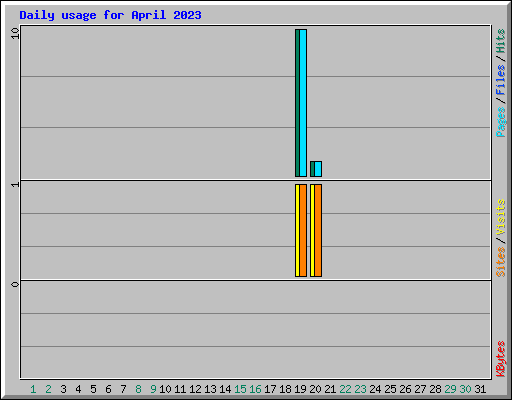 Daily usage for April 2023
10
1
0
Pages / Files / Hits
Sites / Visits
KBytes
1 2 3 4 5 6 7 8 9 10 11 12 13 14 15 16 17 18 19 20 21 22 23 24 25 26 27 28 29 30 31